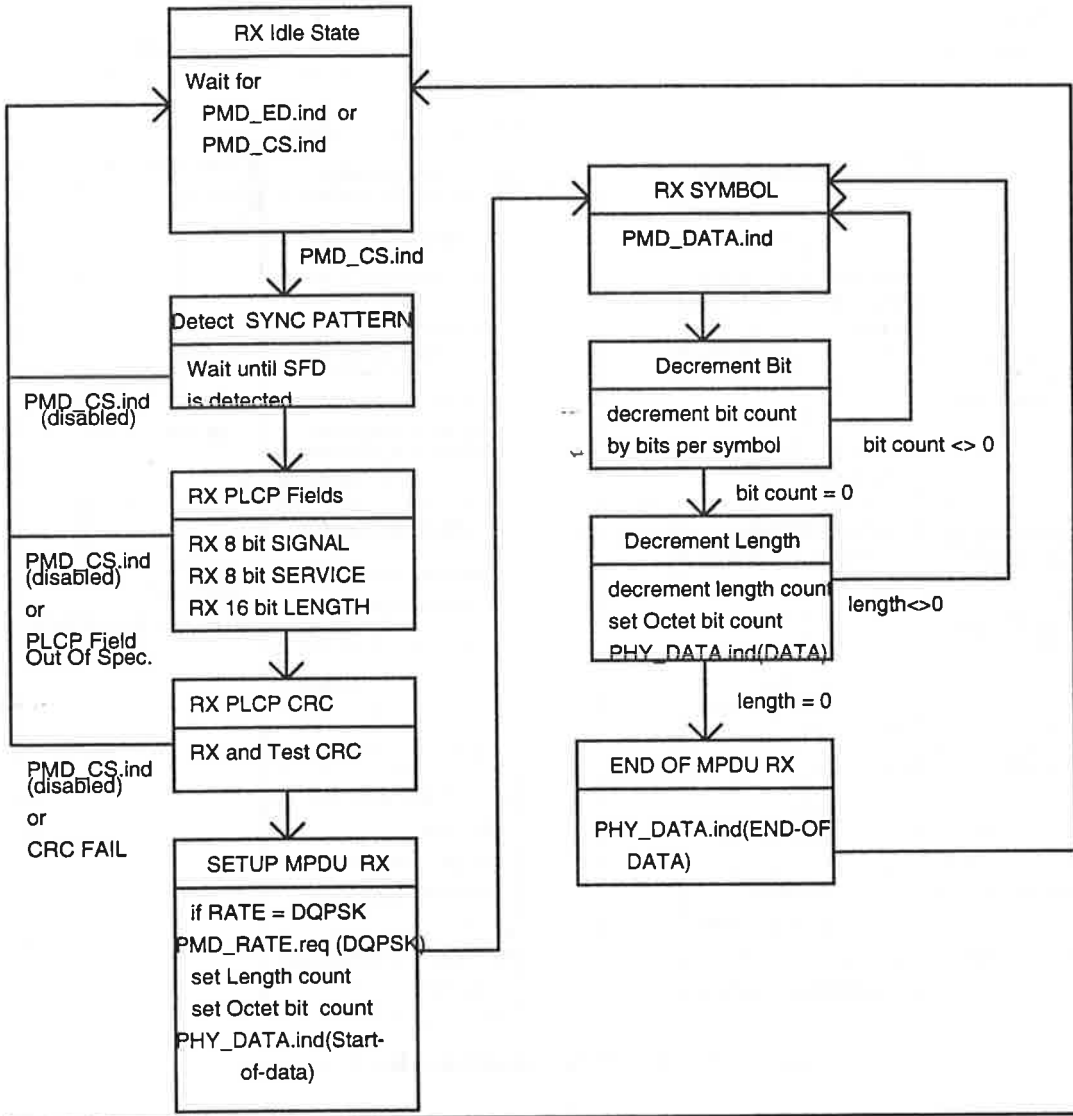 RX Idle State
Wait for
PMD_ED.ind or
PMD_CS.ind
PMD_CS.ind
Detect SYNC PATTERN
Wait until SFD
is detected
PMD_CS.ind
(disabled)
RX PLCP Fields
RX 8 bit SIGNAL
RX 8 bit SERVICE
RX 16 bit LENGTH
PMD_CS.ind
(disabled)
or
PLCP Field
Out Of Spec.
RX PLCP CRC
RX and Test CRC
PMD_CS.ind
(disabled)
or
CRC FAIL
SETUP MPDU RX
if RATE = DQPSK
PMD_RATE.req (DQPSK)
set Length count
set Octet bit count
PHY_DATA.ind(Start-
of-data)
RX SYMBOL
PMD_DATA.ind
Decrement Bit
decrement bit count
by bits per symbol
bit count <> 0
bit count = 0
Decrement Length
decrement length count
set Octet bit count
PHY_DATA.ind(DATA)
length<>0
length = 0
END OF MPDU RX
PHY_DATA.ind(END-OF
DATA)